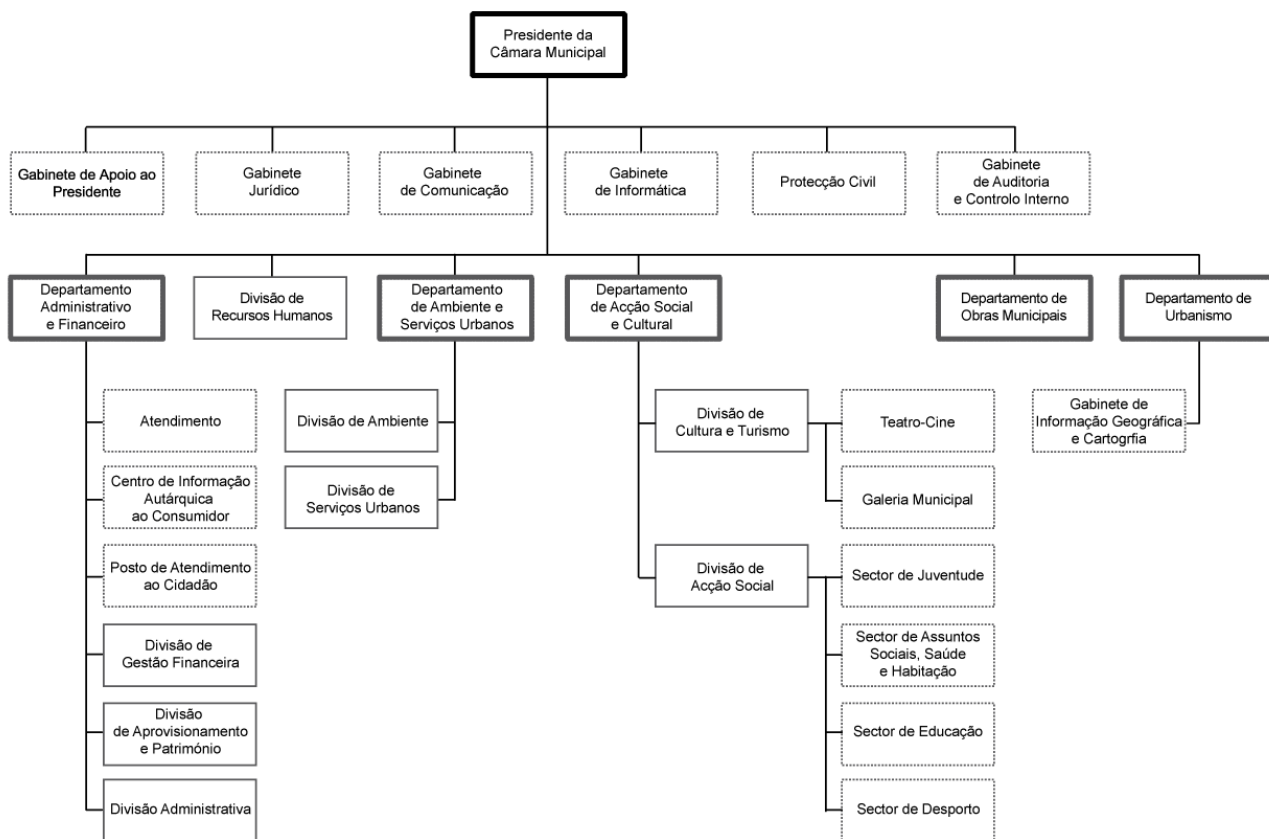 Presidente da
Câmara Municipal
Gabinete de Apoio ao
Presidente
Gabinete
Jurídico
Gabinete
de Comunicação
Gabinete
de Informática
Protecção Civil
Gabinete
de Auditoria
e Controlo Interno
Departamento
Administrativo
e Financeiro
Divisão de
Recursos Humanos
Departamento
de Ambiente e
Serviços Urbanos
Departamento
de Acção Social
e Cultural
Departamento de
Obras Municipais
Departamento de
Urbanismo
Atendimento
Centro de Informação
Autárquica
ao Consumidor
Posto de Atendimento
ao Cidadão
Divisão de
Gestão Financeira
Divisão
de Aprovisionamento
e Património
Divisão Administrativa
Divisão de Ambiente
Divisão de
Serviços Urbanos
Divisão de
Cultura e Turismo
Teatro-Cine
Galeria Municipal
Divisão de
Acção Social
Sector de Juventude
Sector de Assuntos
Sociais, Saúde
e Habitação
Sector de Educação
Sector de Desporto
Gabinete de
Informação Geográfica
e Cartogrfia